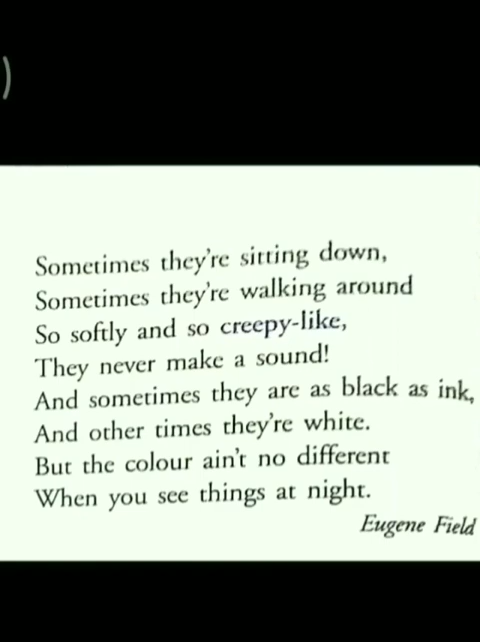 )
Sometimes they're sitting down,
Sometimes they're walking around
So softly and so creepy-like,
They never make a sound!
And sometimes they are as black as ink,
And other times they're white.
But the colour ain't no different
When you see things at night.
Eugene Field